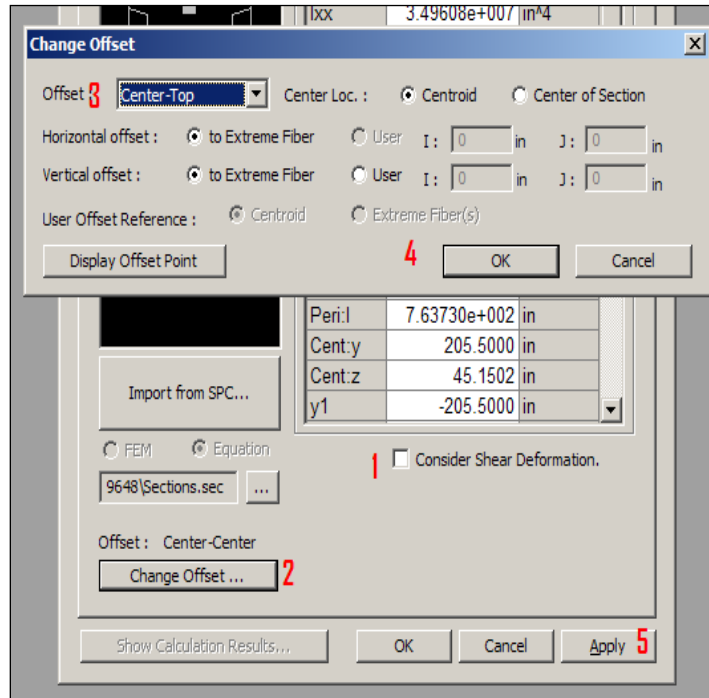 Ixx 3.49608e+007 in^4
Change Offset X
Offset 3 Center-Top Center Loc. : Centroid Center of Section
Horizontal offset : to Extreme Fiber User I : 0 in J : 0 in
Vertical offset : to Extreme Fiber User I : 0 in J : 0 in
User Offset Reference : Centroid Extreme Fiber(s)
Display Offset Point 4 OK Cancel
Peri:I 7.63730e+002 in
Cent:y 205.5000 in
Cent:z 45.1502 in
y1 -205.5000 in
Import from SPC...
FEM Equation
1 Consider Shear Deformation.
9648\Sections.sec ...
Offset : Center-Center
Change Offset ... 2
Show Calculation Results... OK Cancel Apply 5